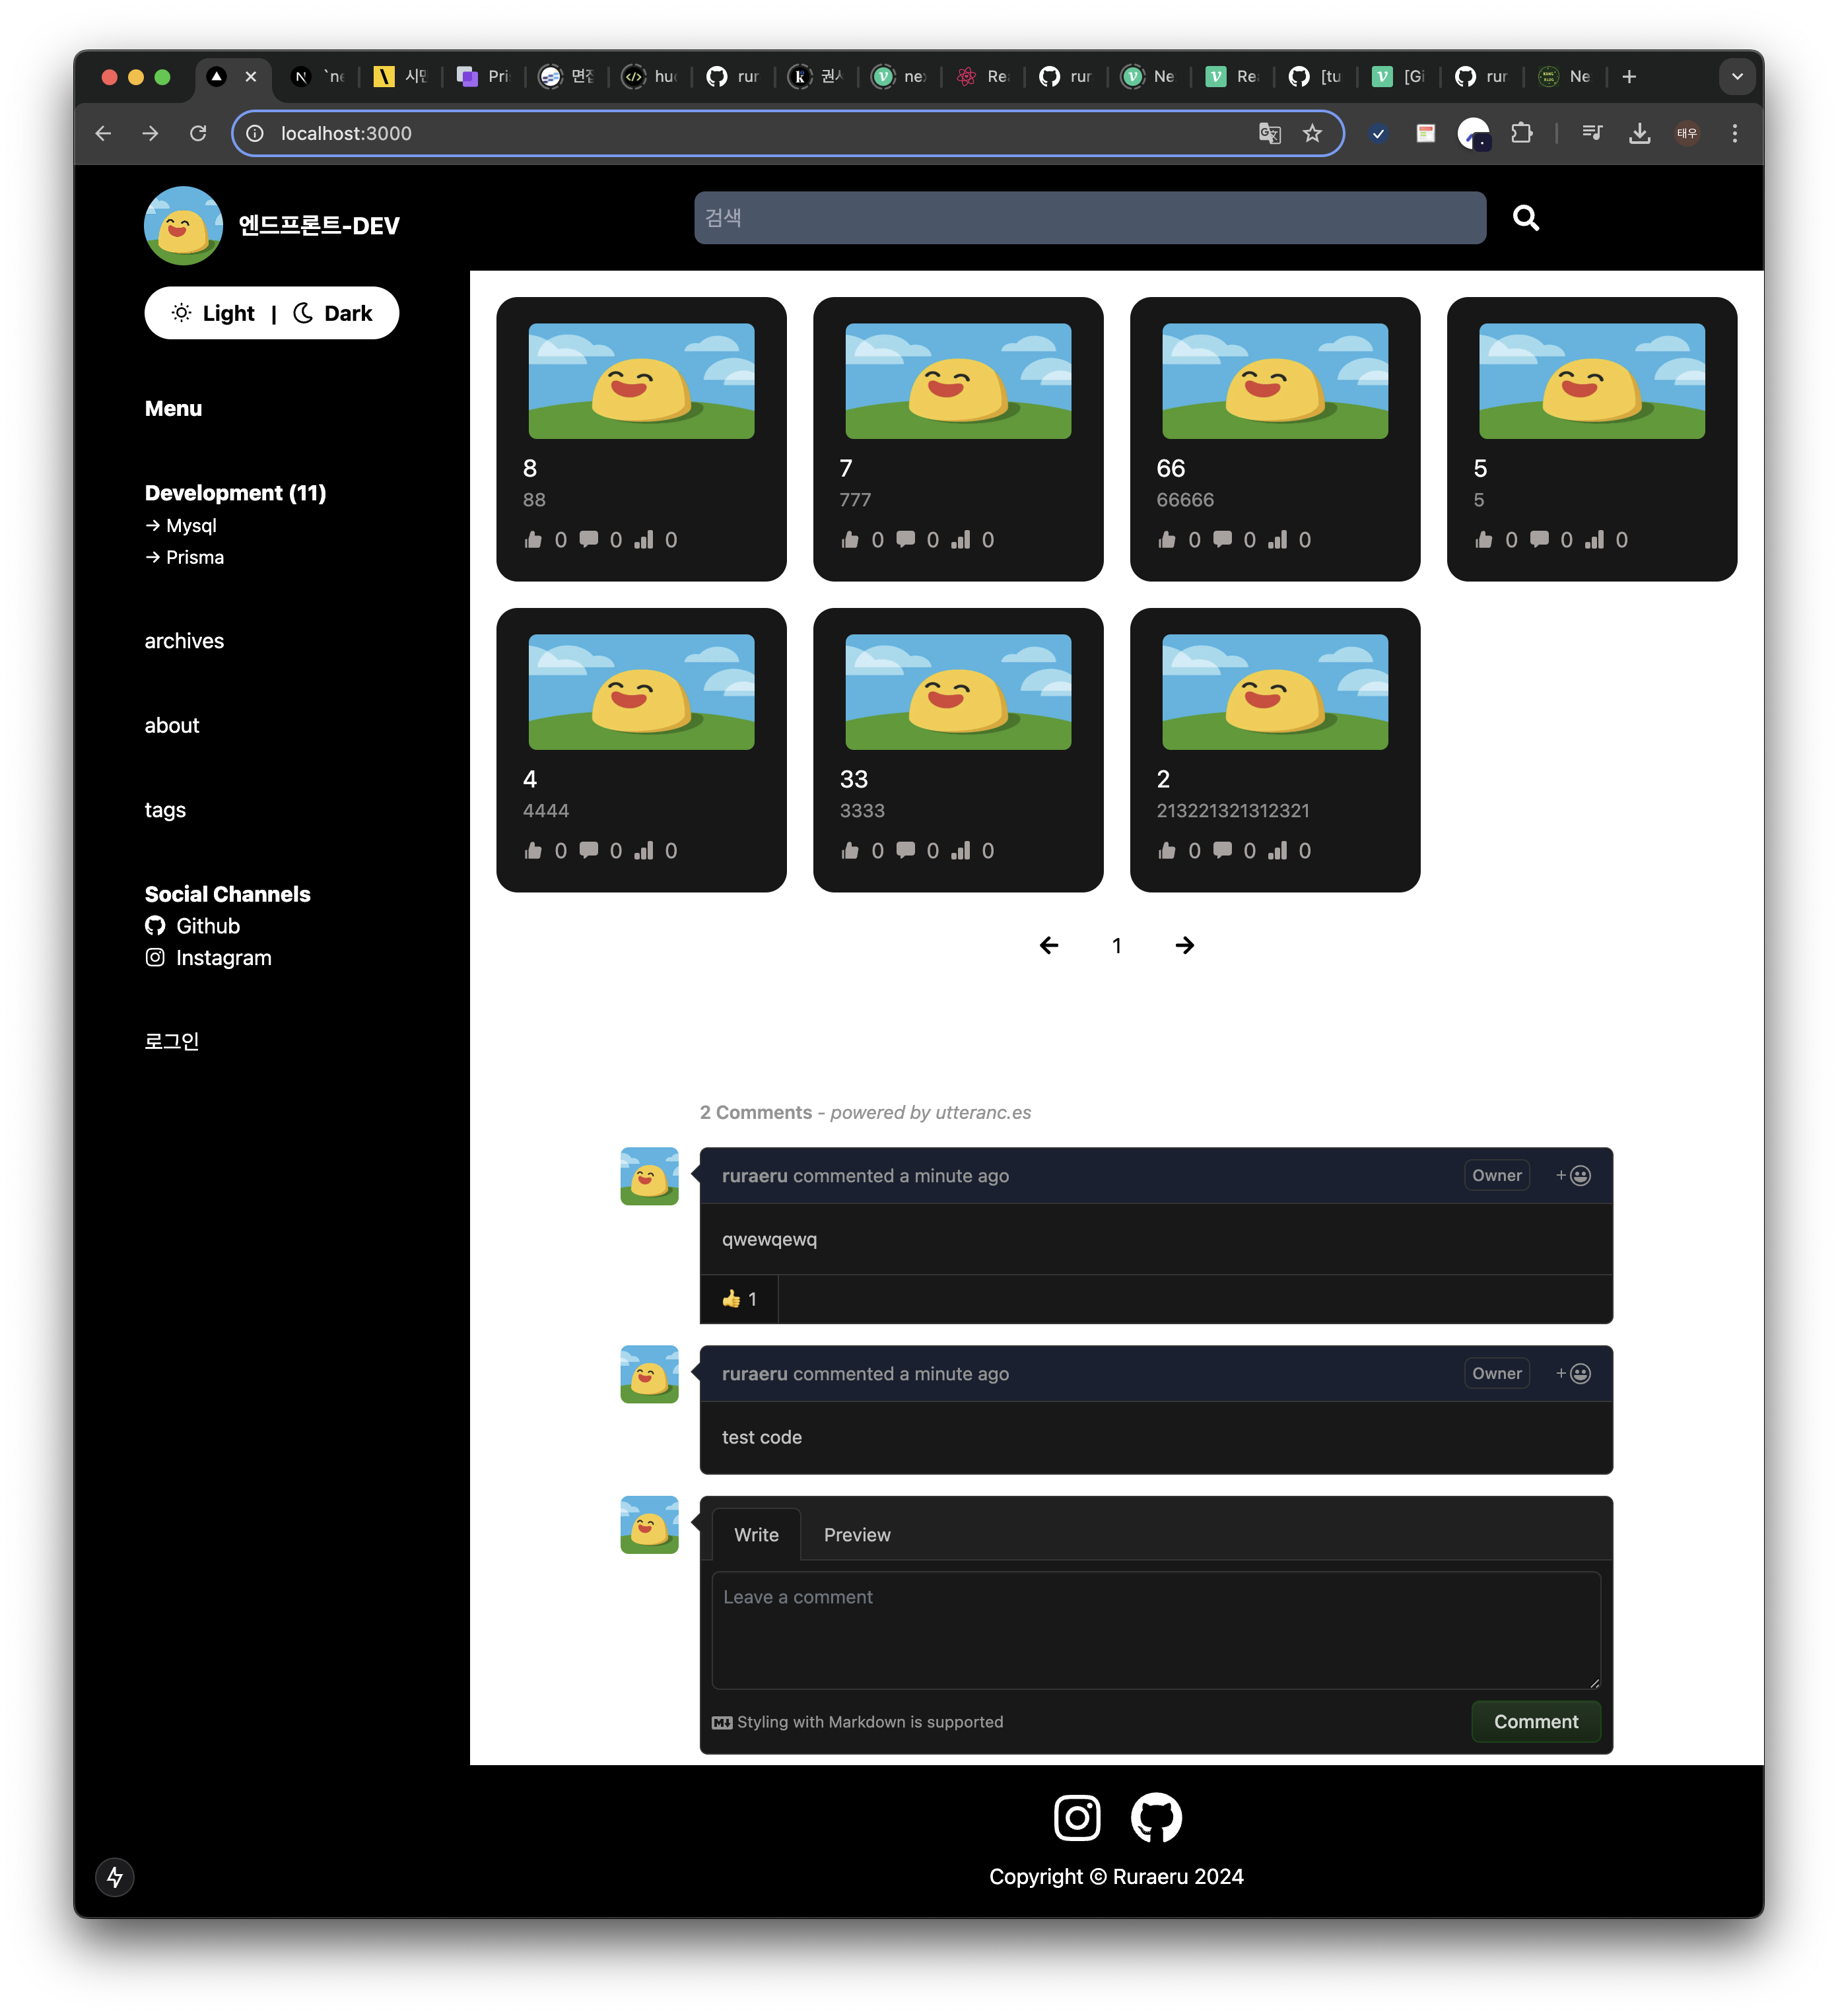 `ne
시민
Pri
면접
huc
rur
권시
nex
Rea
rur
Ne
Rea
[tu
[Gi
rur
Ne
localhost:3000
태우
엔드프론트-DEV
검색
Light | Dark
Menu
Development (11)
→ Mysql
→ Prisma
archives
about
tags
Social Channels
Github
Instagram
로그인
8
88
0 0 0
7
777
0 0 0
66
66666
0 0 0
5
5
0 0 0
4
4444
0 0 0
33
3333
0 0 0
2
213221321312321
0 0 0
1
2 Comments - powered by utteranc.es
ruraeru commented a minute ago Owner
qwewqewq
👍 1
ruraeru commented a minute ago Owner
test code
Write Preview
Leave a comment
Styling with Markdown is supported
Comment
Copyright © Ruraeru 2024